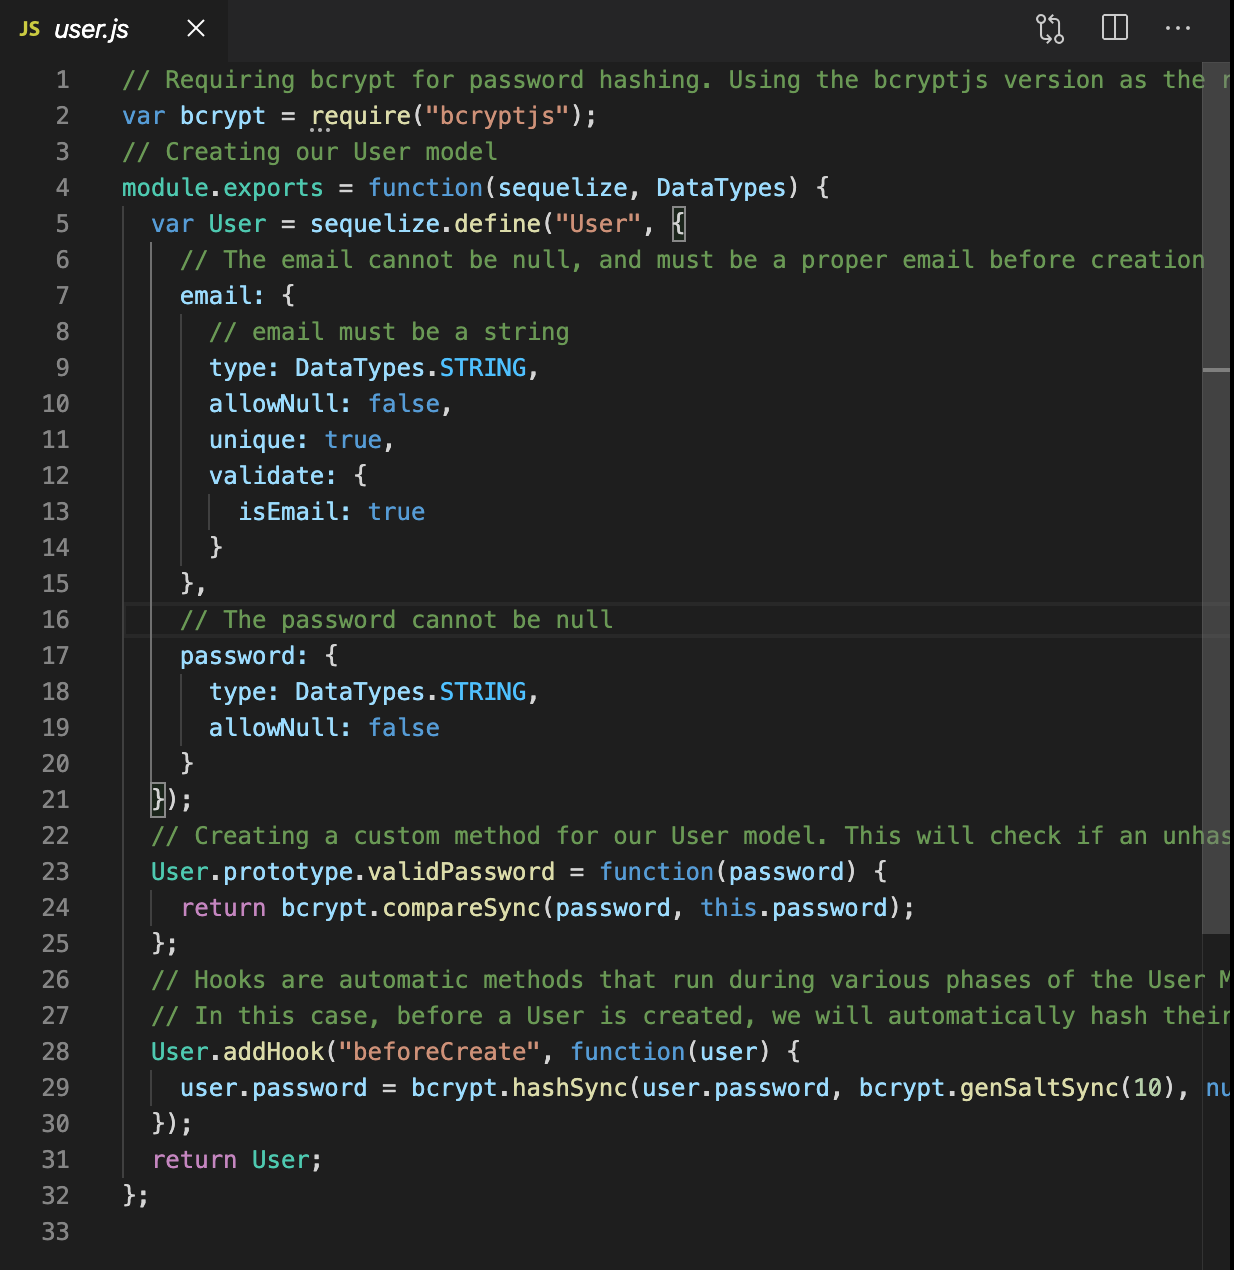 JS user.js
1 // Requiring bcrypt for password hashing. Using the bcryptjs version as the
2 var bcrypt = require("bcryptjs");
3 // Creating our User model
4 module.exports = function(sequelize, DataTypes) {
5   var User = sequelize.define("User", {
6     // The email cannot be null, and must be a proper email before creation
7     email: {
8       // email must be a string
9       type: DataTypes.STRING,
10       allowNull: false,
11       unique: true,
12       validate: {
13         isEmail: true
14       }
15     },
16     // The password cannot be null
17     password: {
18       type: DataTypes.STRING,
19       allowNull: false
20     }
21   });
22   // Creating a custom method for our User model. This will check if an
23   User.prototype.validPassword = function(password) {
24     return bcrypt.compareSync(password, this.password);
25   };
26   // Hooks are automatic methods that run during various phases of the User
27   // In this case, before a User is created, we will automatically hash their
28   User.addHook("beforeCreate", function(user) {
29     user.password = bcrypt.hashSync(user.password, bcrypt.genSaltSync(10),
30   });
31   return User;
32 };
33